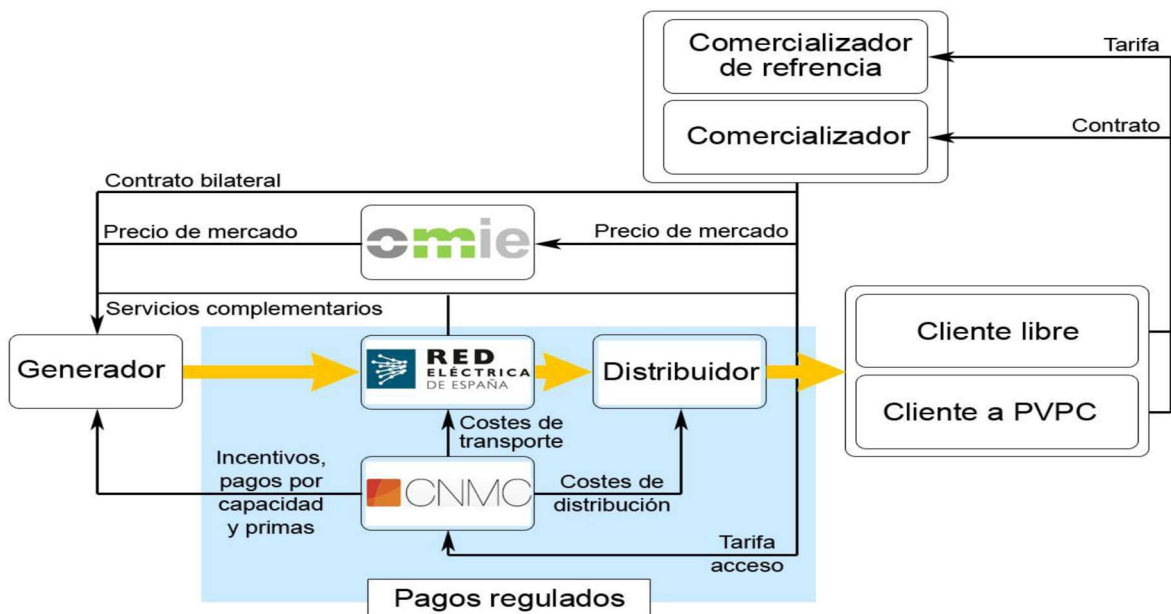 Comercializador
de refrencia
Tarifa
Comercializador
Contrato
Contrato bilateral
Precio de mercado
omie
Precio de mercado
Servicios complementarios
Generador
RED
ELÉCTRICA
DE ESPAÑA
Distribuidor
Cliente libre
Cliente a PVPC
Costes de
transporte
Incentivos,
pagos por
capacidad
y primas
CNMC
Costes de
distribución
Tarifa
acceso
Pagos regulados